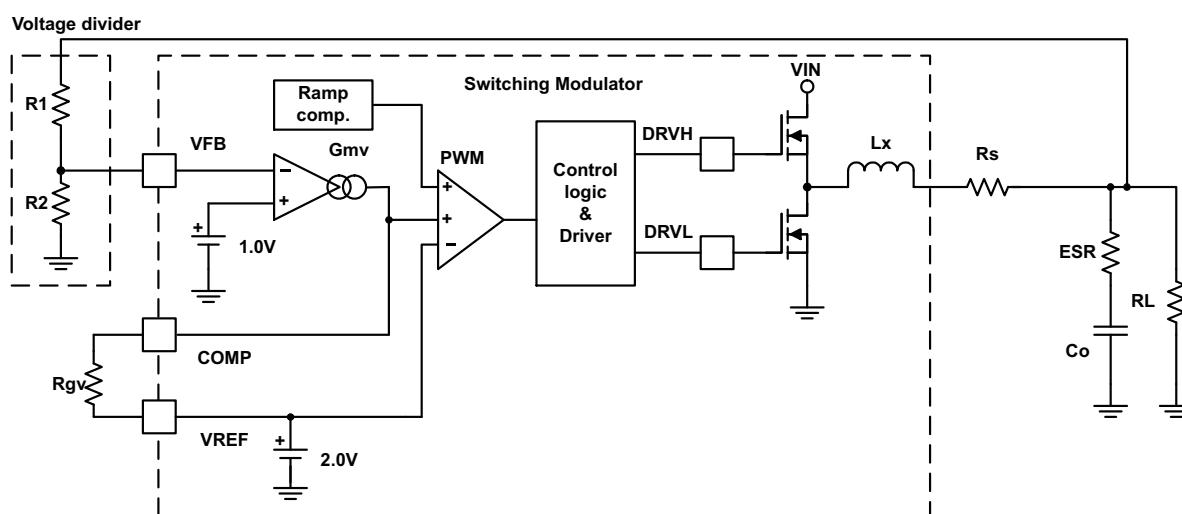 Voltage divider
R1
R2
VFB
Ramp
comp.
Gmv
+
1.0V
−
+
Switching Modulator
PWM
+
+
−
Control
logic
&
Driver
DRVH
DRVL
VIN
Lx
Rs
ESR
Co
RL
COMP
Rgv
VREF
+
2.0V